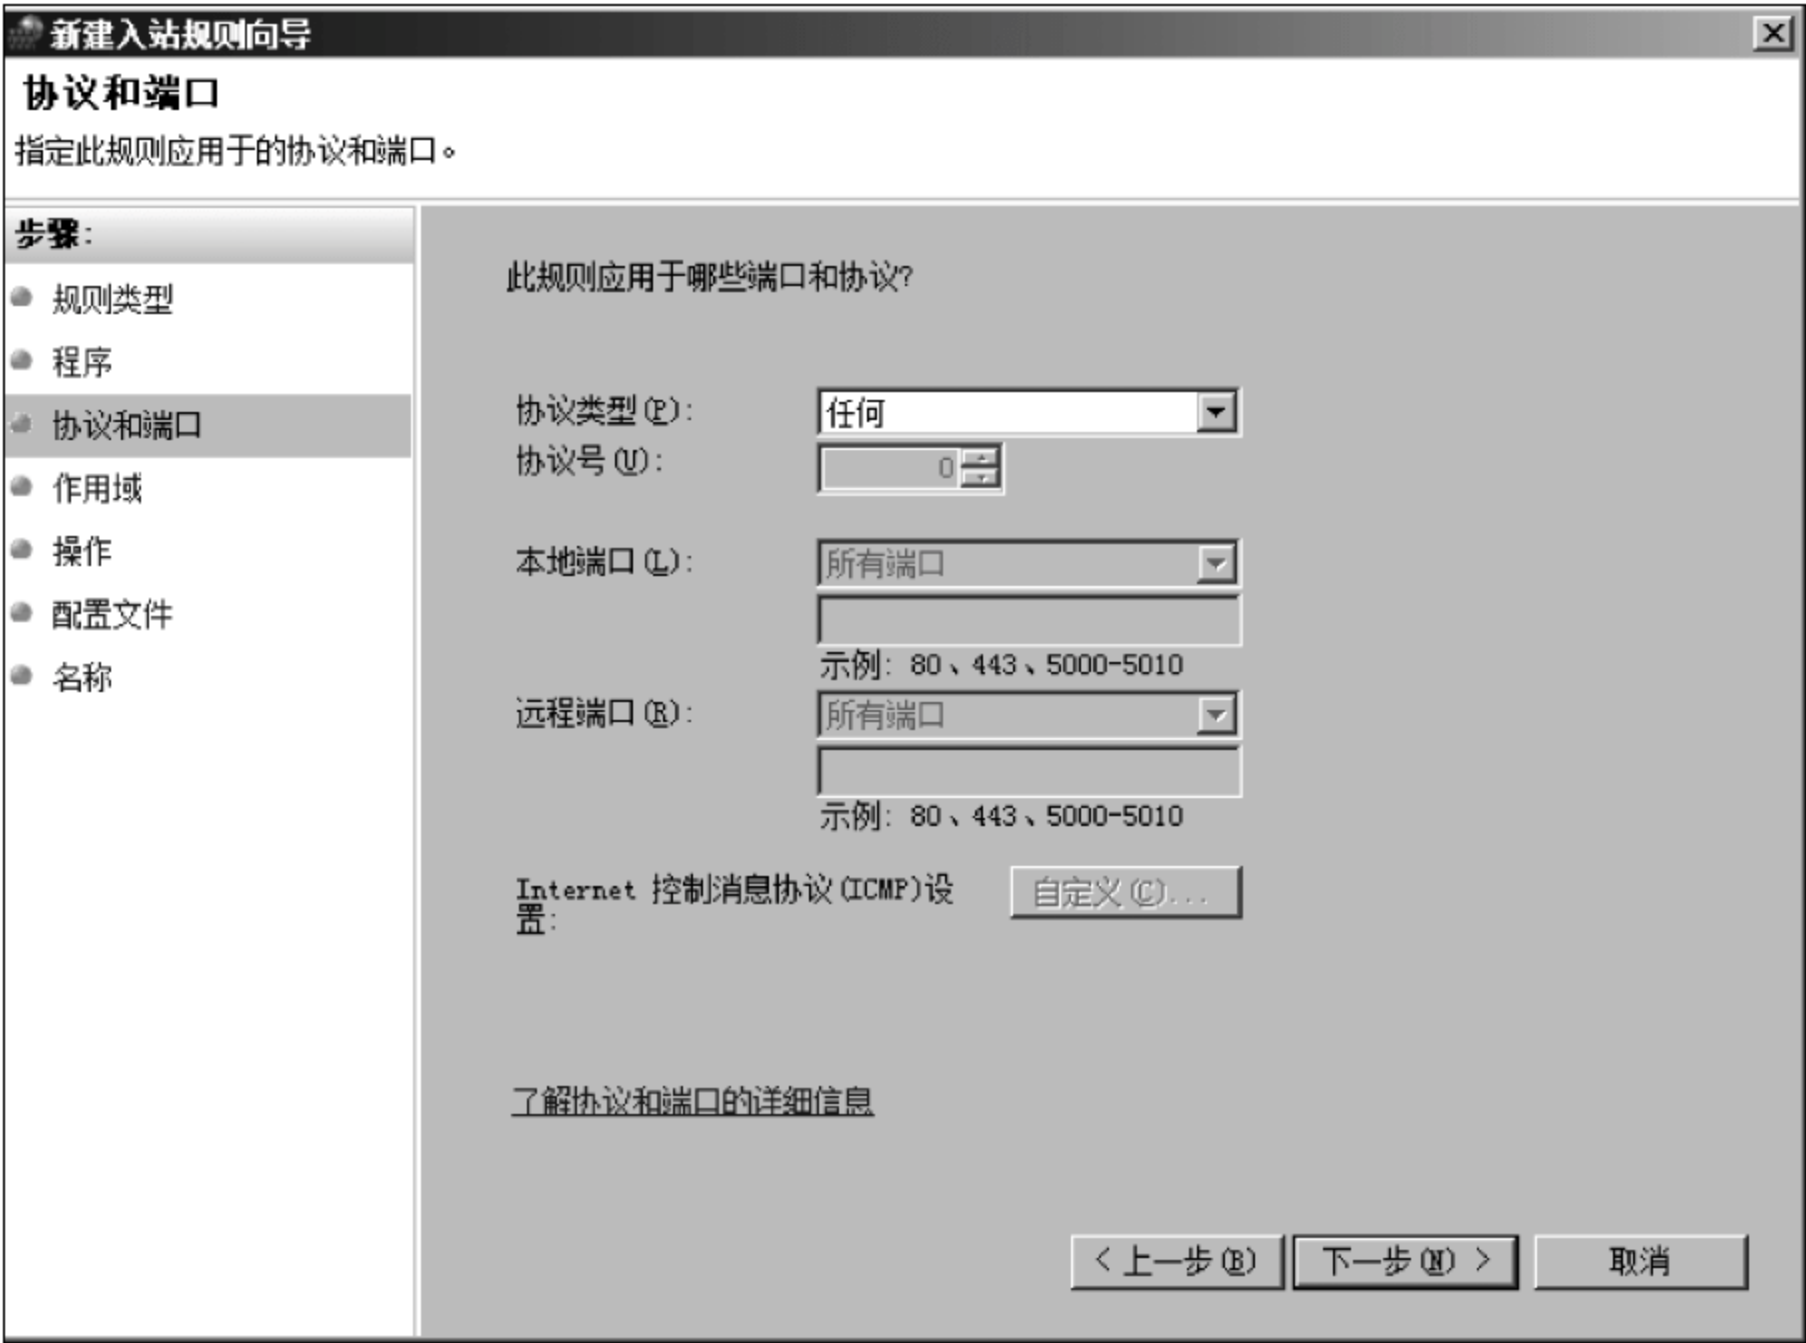 新建入站规则向导
协议和端口
指定此规则应用于的协议和端口。
步骤:
规则类型
程序
协议和端口
作用域
操作
配置文件
名称
此规则应用于哪些端口和协议?
协议类型(P): 任何
协议号(U): 0
本地端口(L): 所有端口
示例: 80、443、5000-5010
远程端口(R): 所有端口
示例: 80、443、5000-5010
Internet 控制消息协议(ICMP)设
置:
自定义(C)...
了解协议和端口的详细信息
< 上一步(B) 下一步(N) > 取消